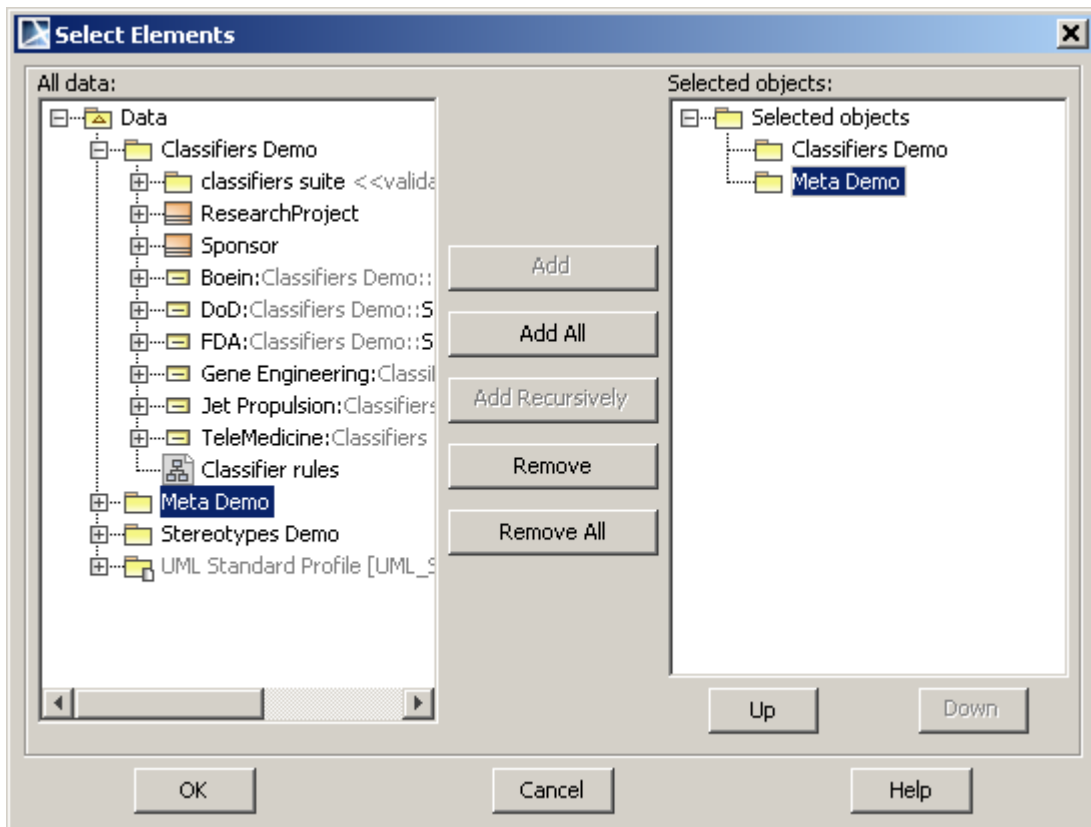 Select Elements
All data:
Data
Classifiers Demo
classifiers suite <<valida
ResearchProject
Sponsor
Boein:Classifiers Demo::
DoD:Classifiers Demo::S
FDA:Classifiers Demo::S
Gene Engineering:Classif
Jet Propulsion:Classifiers
TeleMedicine:Classifiers
Classifier rules
Meta Demo
Stereotypes Demo
UML Standard Profile [UML_S
Add
Add All
Add Recursively
Remove
Remove All
Selected objects:
Selected objects
Classifiers Demo
Meta Demo
Up
Down
OK
Cancel
Help